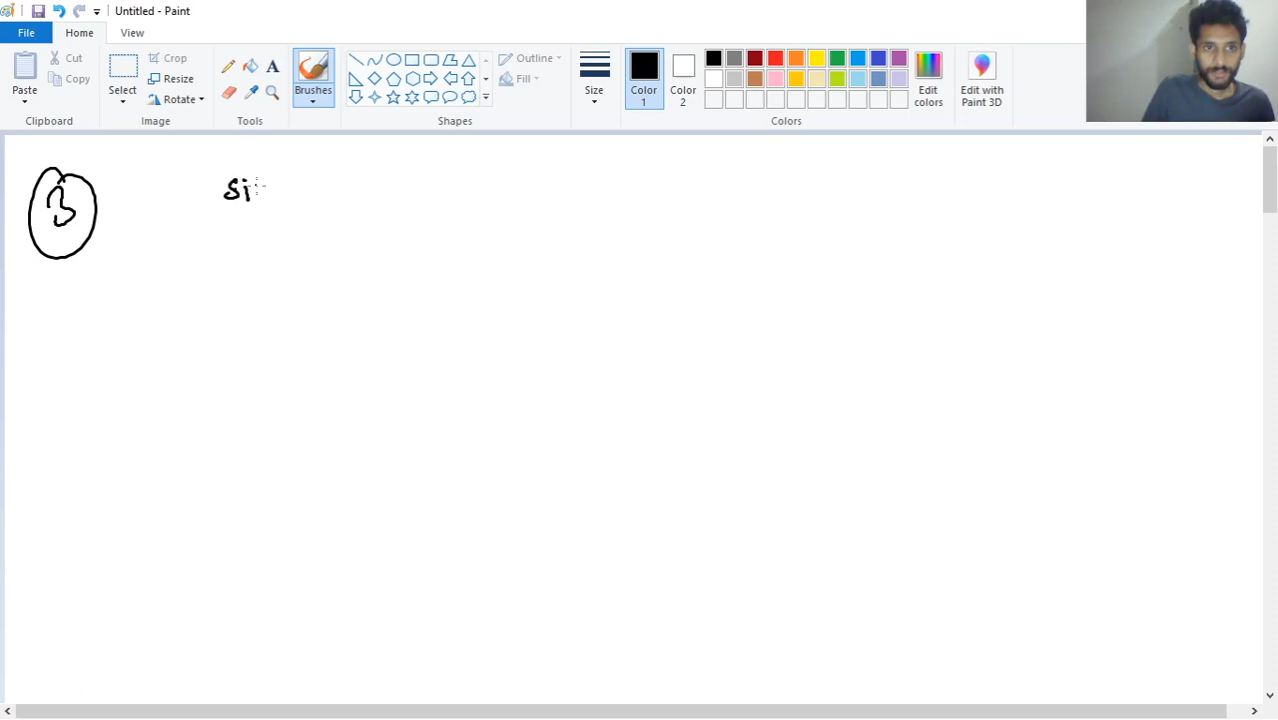 Untitled - Paint
File
Home
View
Paste
Cut
Copy
Clipboard
Select
Crop
Resize
Rotate
Image
Tools
Brushes
Shapes
Outline
Fill
Size
Color
1
Color
2
Edit
colors
Colors
Edit with
Paint 3D
3
Si